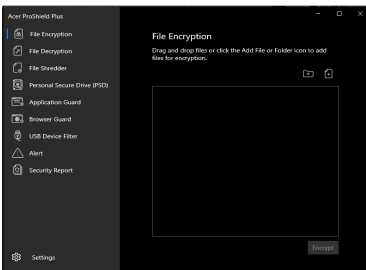 Acer ProShield Plus
File Encryption
File Decryption
File Shredder
Personal Secure Drive (PSD)
Application Guard
Browser Guard
USB Device Filter
Alert
Security Report
Settings
File Encryption
Drag and drop files or click the Add File or Folder icon to add
files for encryption.
Encrypt